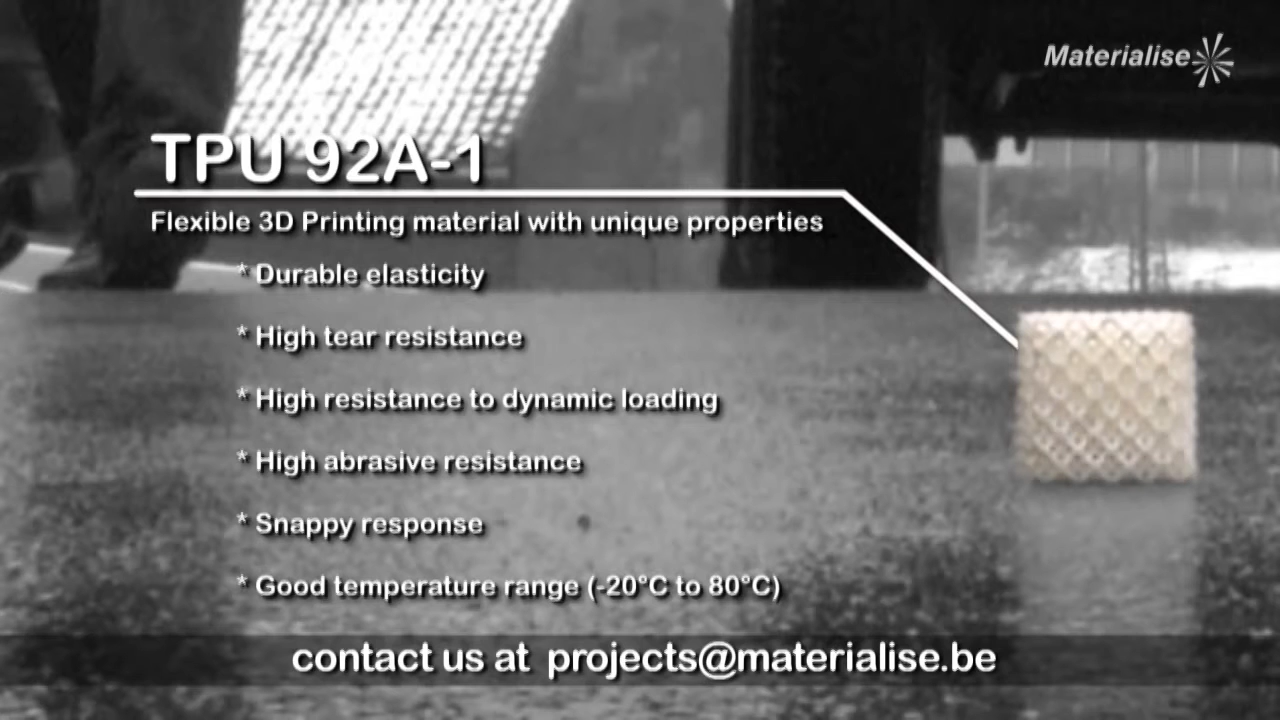 Materialise
TPU 92A-1
Flexible 3D Printing material with unique properties
* Durable elasticity
* High tear resistance
* High resistance to dynamic loading
* High abrasive resistance
* Snappy response
* Good temperature range (-20°C to 80°C)
contact us at projects@materialise.be